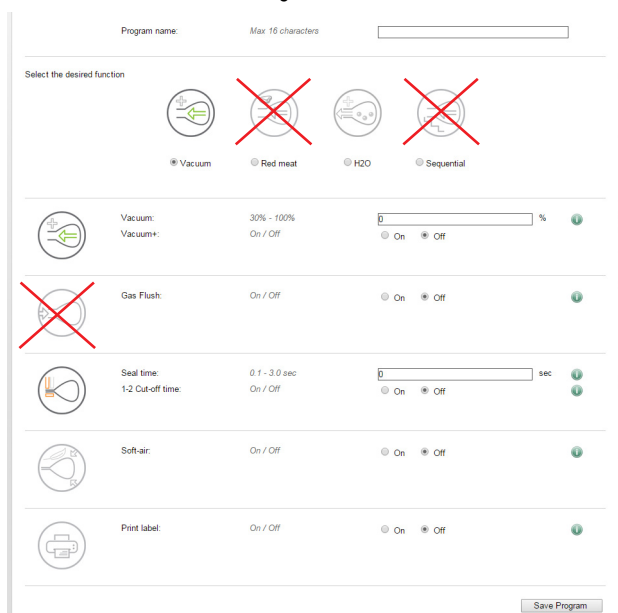 Program name: Max 16 characters
Select the desired function
Vacuum Red meat H2O Sequential
Vacuum: 30% - 100% 0 %
Vacuum+: On / Off On Off
Gas Flush: On / Off On Off
Seal time: 0.1 - 3.0 sec 0 sec
1-2 Cut-off time: On / Off On Off
Soft-air: On / Off On Off
Print label: On / Off On Off
Save Program